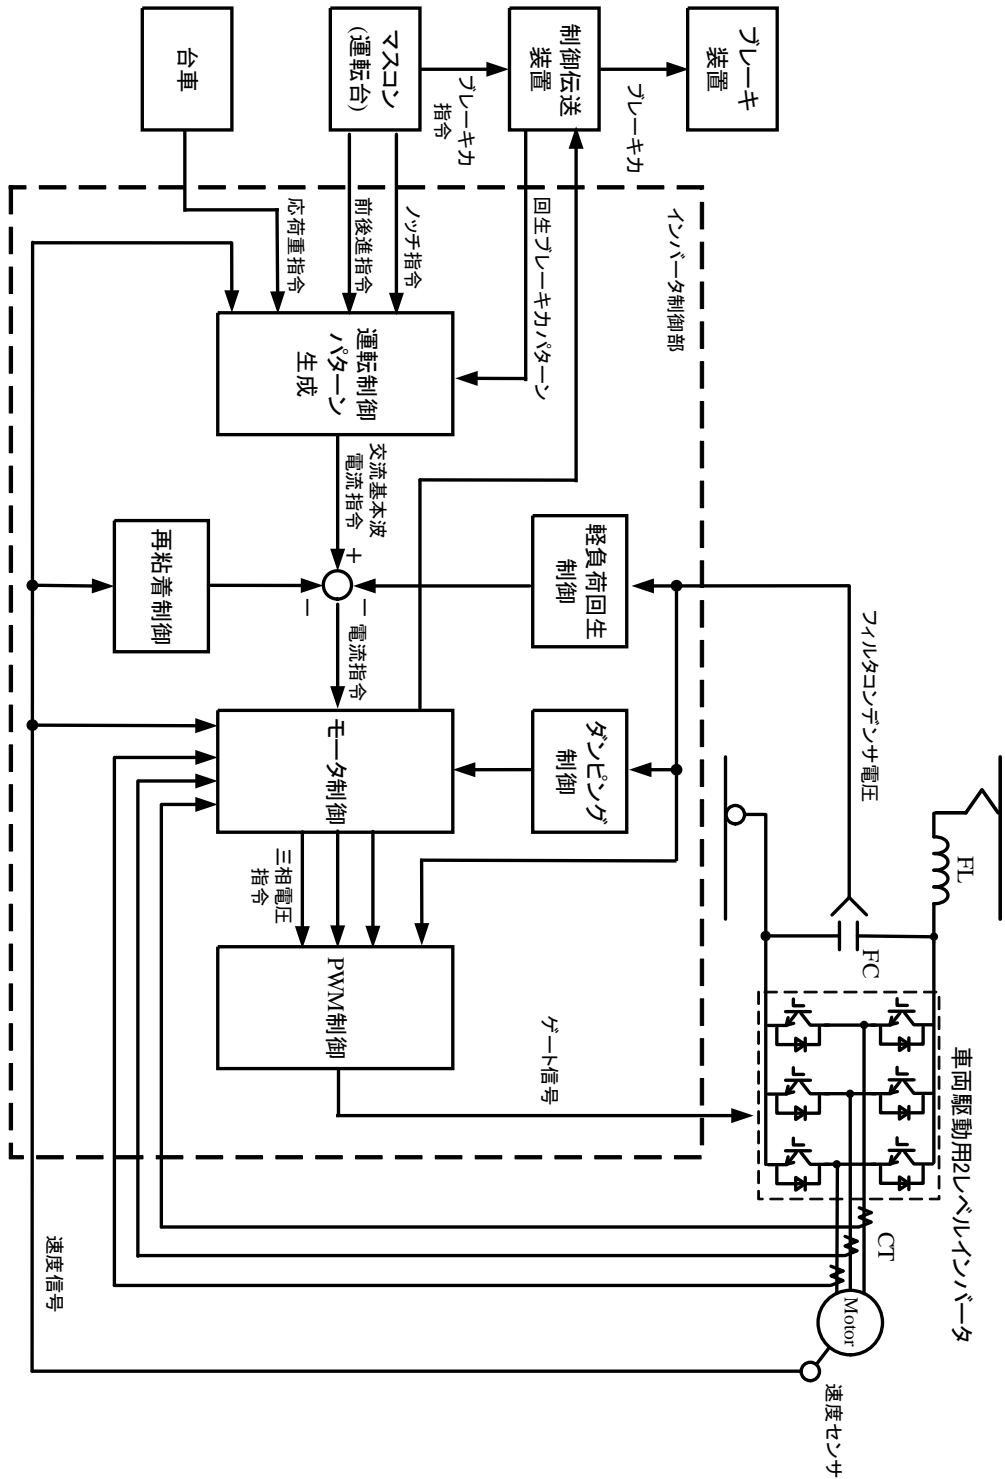 車両駆動用2レベルインバータ
FL
FC
CT
Motor
速度センサ
フィルタコンデンサ電圧
ブレーキ
装置
制御伝送
装置
マスコン
(運転台)
台車
ブレーキ力
ブレーキ力
指令
インバータ制御部
回生ブレーキ力パターン
ノッチ指令
前後進指令
応荷重指令
運転制御
パターン
生成
交流基本波
電流指令
+
−
−
軽負荷回生
制御
再粘着制御
電流指令
ダンピング
制御
モータ制御
三相電圧
指令
PWM制御
ゲート信号
速度信号